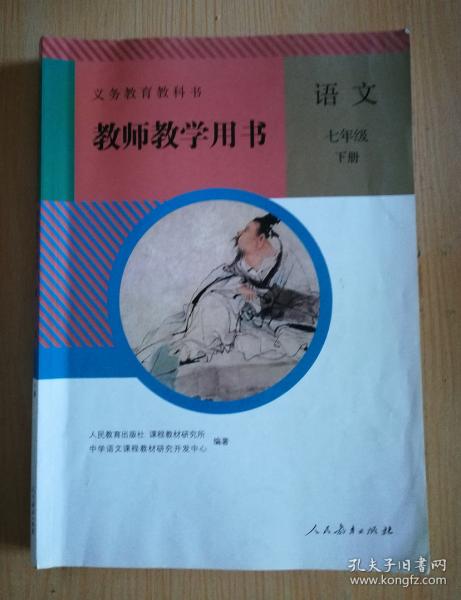 义务教育教科书
教师教学用书
语文
七年级
下册
人民教育出版社 课程教材研究所
中学语文课程教材研究开发中心
编著
人民教育出版社
孔夫子旧书网
www.kongfz.com